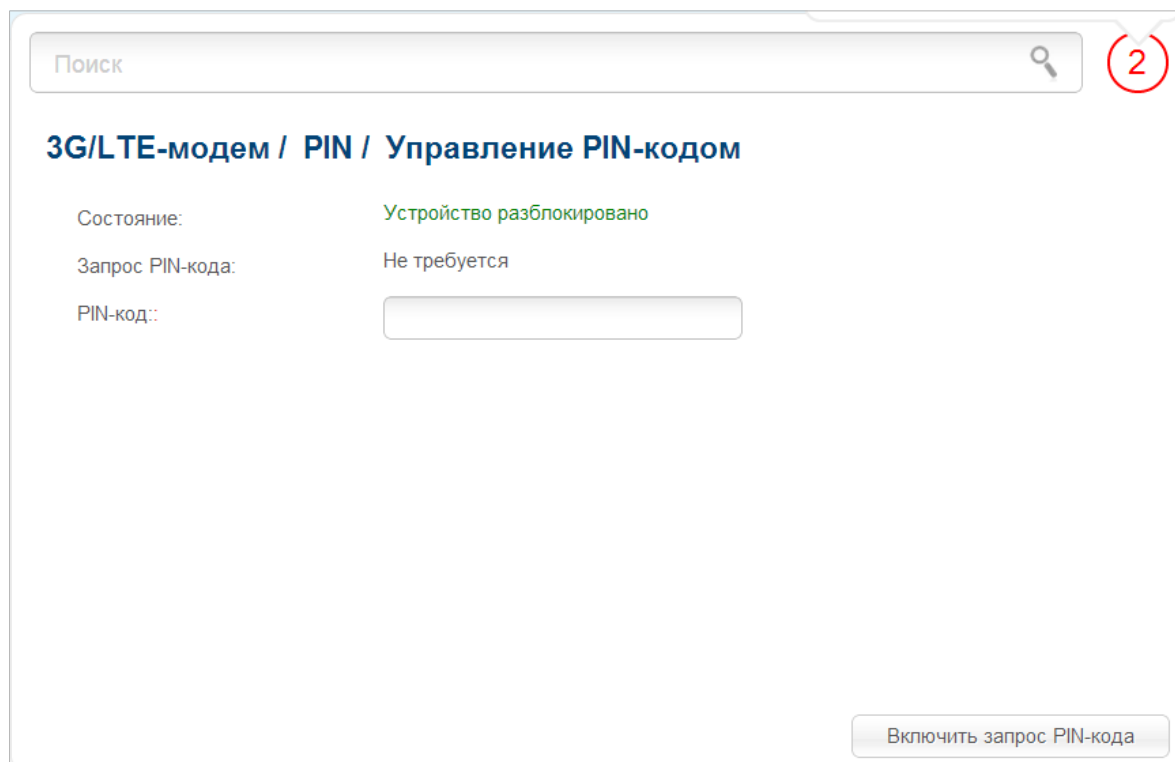 Поиск
2
3G/LTE-модем / PIN / Управление PIN-кодом
Состояние: Устройство разблокировано
Запрос PIN-кода: Не требуется
PIN-код::
Включить запрос PIN-кода